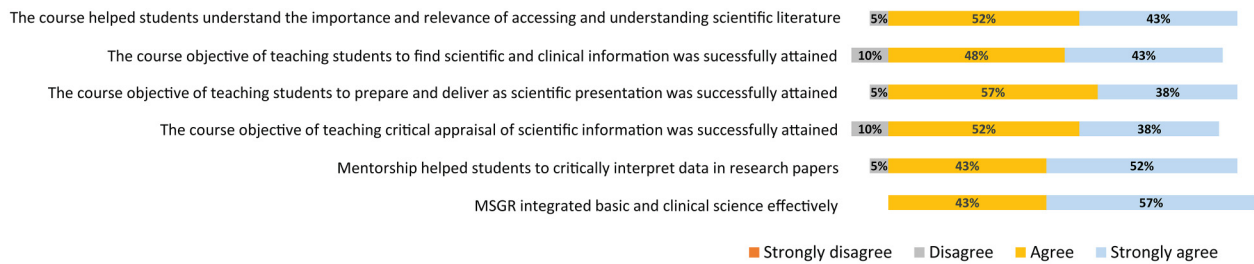 The course helped students understand the importance and relevance of accessing and understanding scientific literature 5% 52% 43%
The course objective of teaching students to find scientific and clinical information was sucessfully attained 10% 48% 43%
The course objective of teaching students to prepare and deliver as scientific presentation was successfully attained 5% 57% 38%
The course objective of teaching critical appraisal of scientific information was successfully attained 10% 52% 38%
Mentorship helped students to critically interpret data in research papers 5% 43% 52%
MSGR integrated basic and clinical science effectively 43% 57%
Strongly disagree Disagree Agree Strongly agree